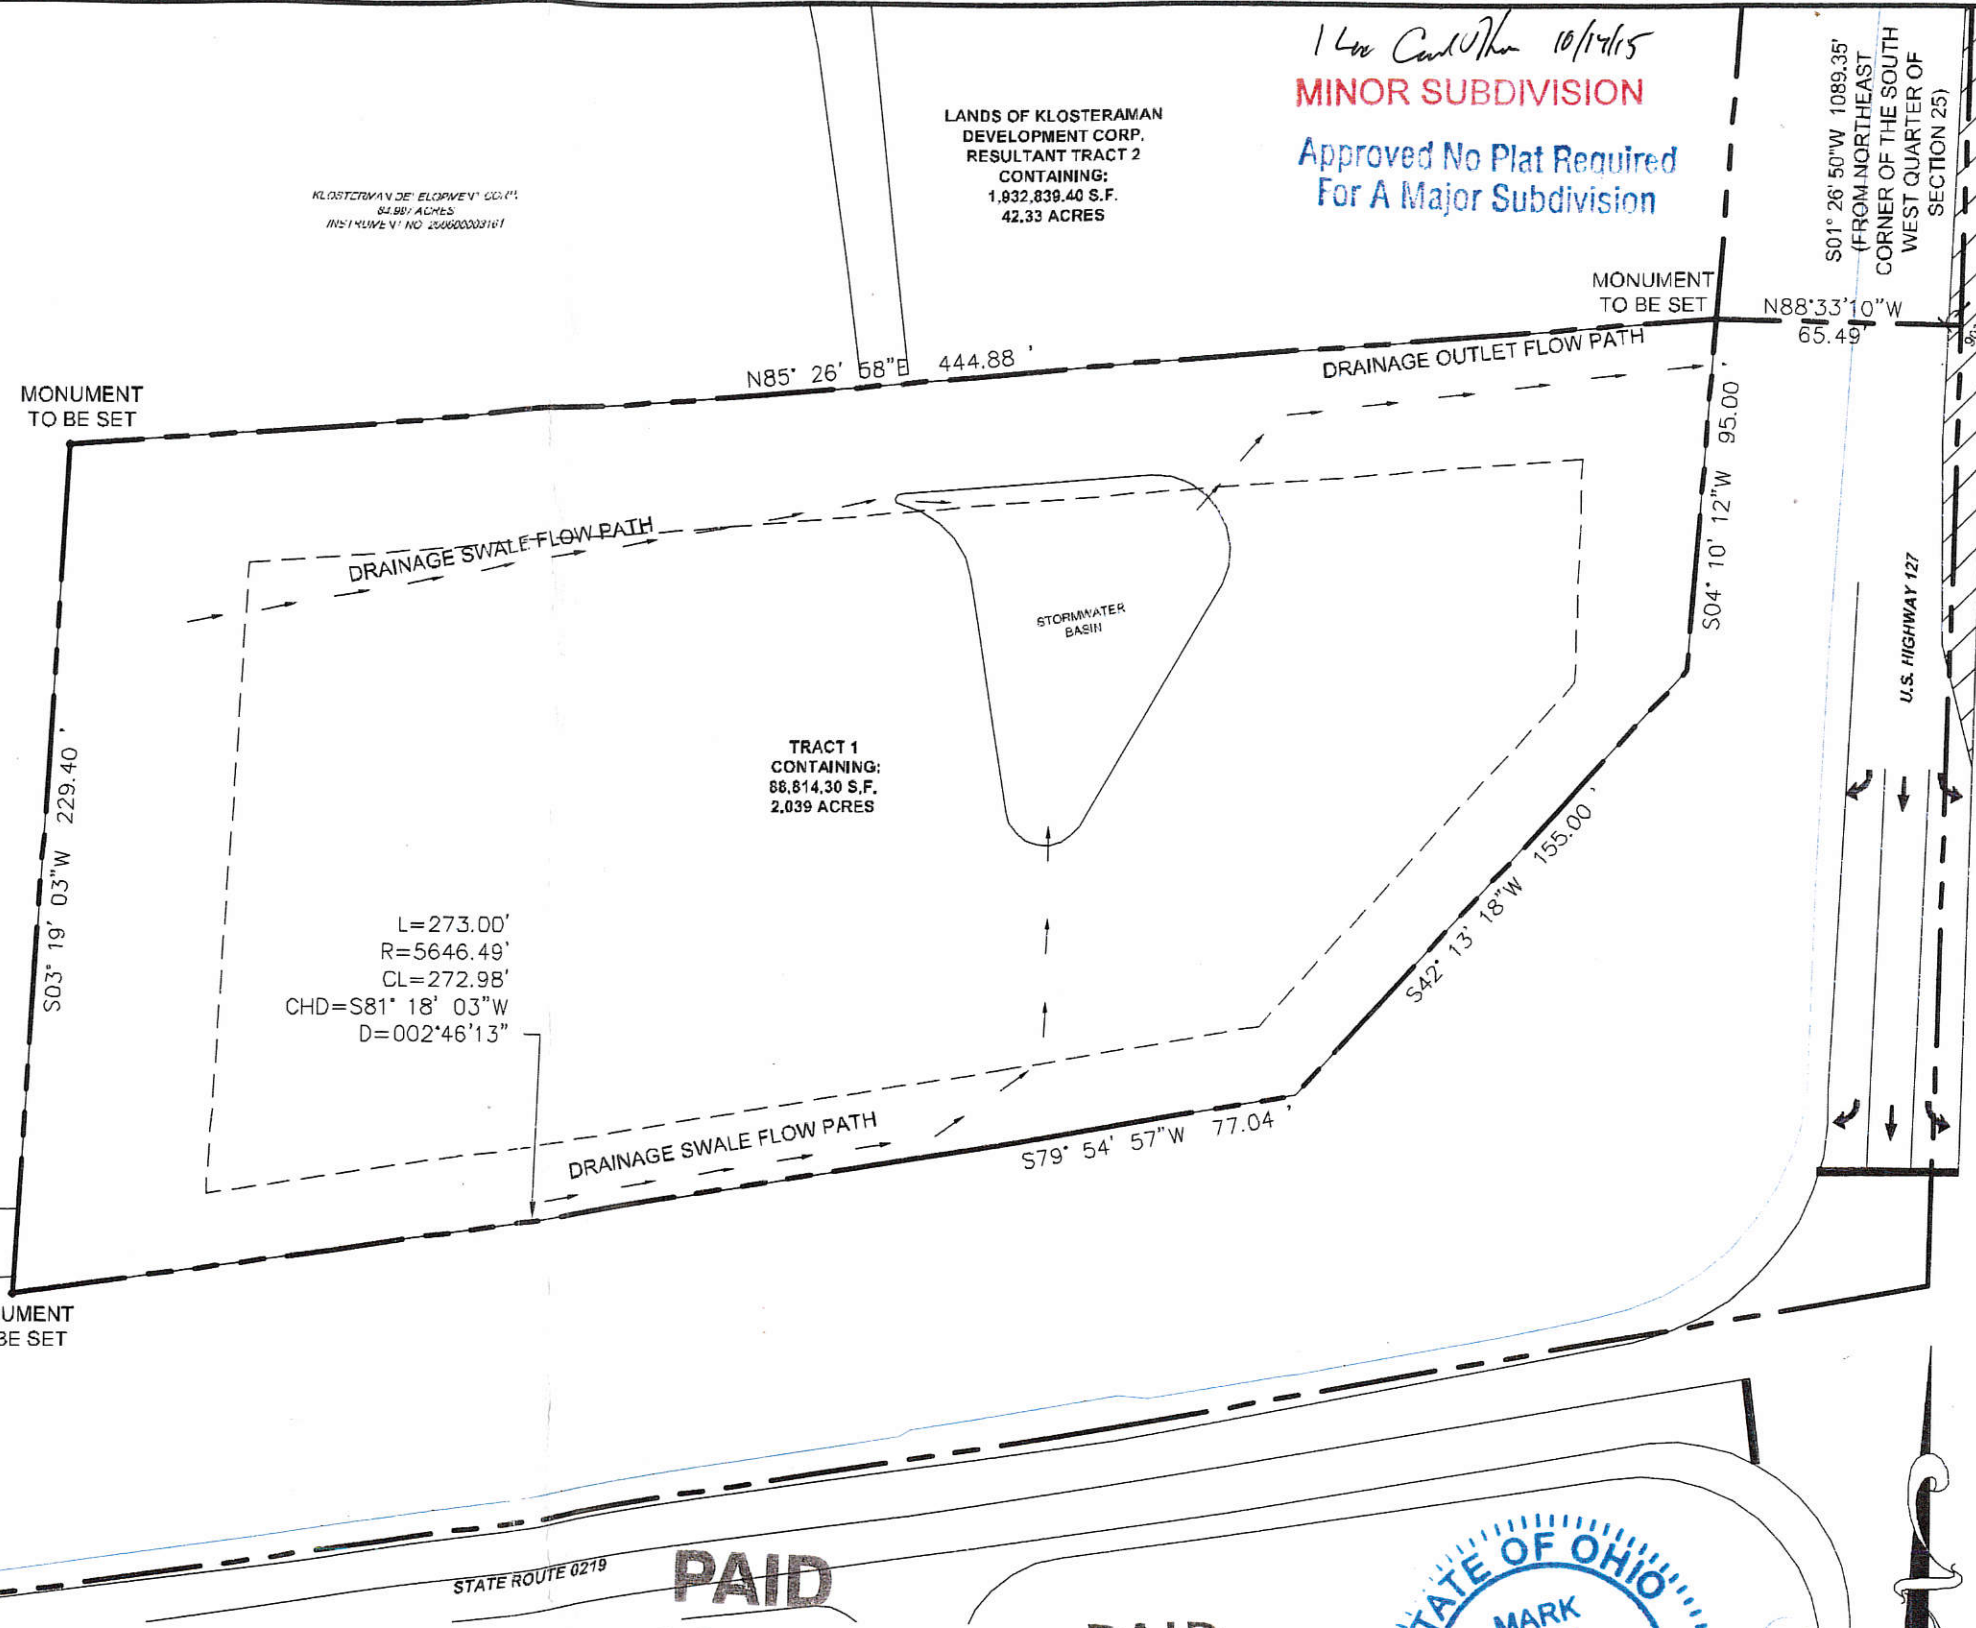 10/14/15
MINOR SUBDIVISION
Approved No Plat Required
For A Major Subdivision
LANDS OF KLOSTERAMAN
DEVELOPMENT CORP.
RESULTANT TRACT 2
CONTAINING:
1,932,839.40 S.F.
42.33 ACRES
ACRES
INSTRUMENT NO
S01° 26' 50"W 1089.35'
(FROM NORTHEAST
CORNER OF THE SOUTH
WEST QUARTER OF
SECTION 25)
MONUMENT
TO BE SET
N88°33'10"W
65.49'
N85° 26' 58"E 444.88 '
DRAINAGE OUTLET FLOW PATH
MONUMENT
TO BE SET
S04° 10' 12"W 95.00 '
DRAINAGE SWALE FLOW PATH
STORMWATER
BASIN
U.S. HIGHWAY 127
TRACT 1
CONTAINING:
88,814.30 S.F.
2.039 ACRES
S03° 19' 03"W 229.40 '
S42° 13' 18"W 155.00 '
L=273.00'
R=5646.49'
CL=272.98'
CHD=S81° 18' 03"W
D=002°46'13"
DRAINAGE SWALE FLOW PATH
S79° 54' 57"W 77.04 '
UMENT
BE SET
STATE ROUTE 0219
PAID
PAID
STATE OF OHIO
MARK